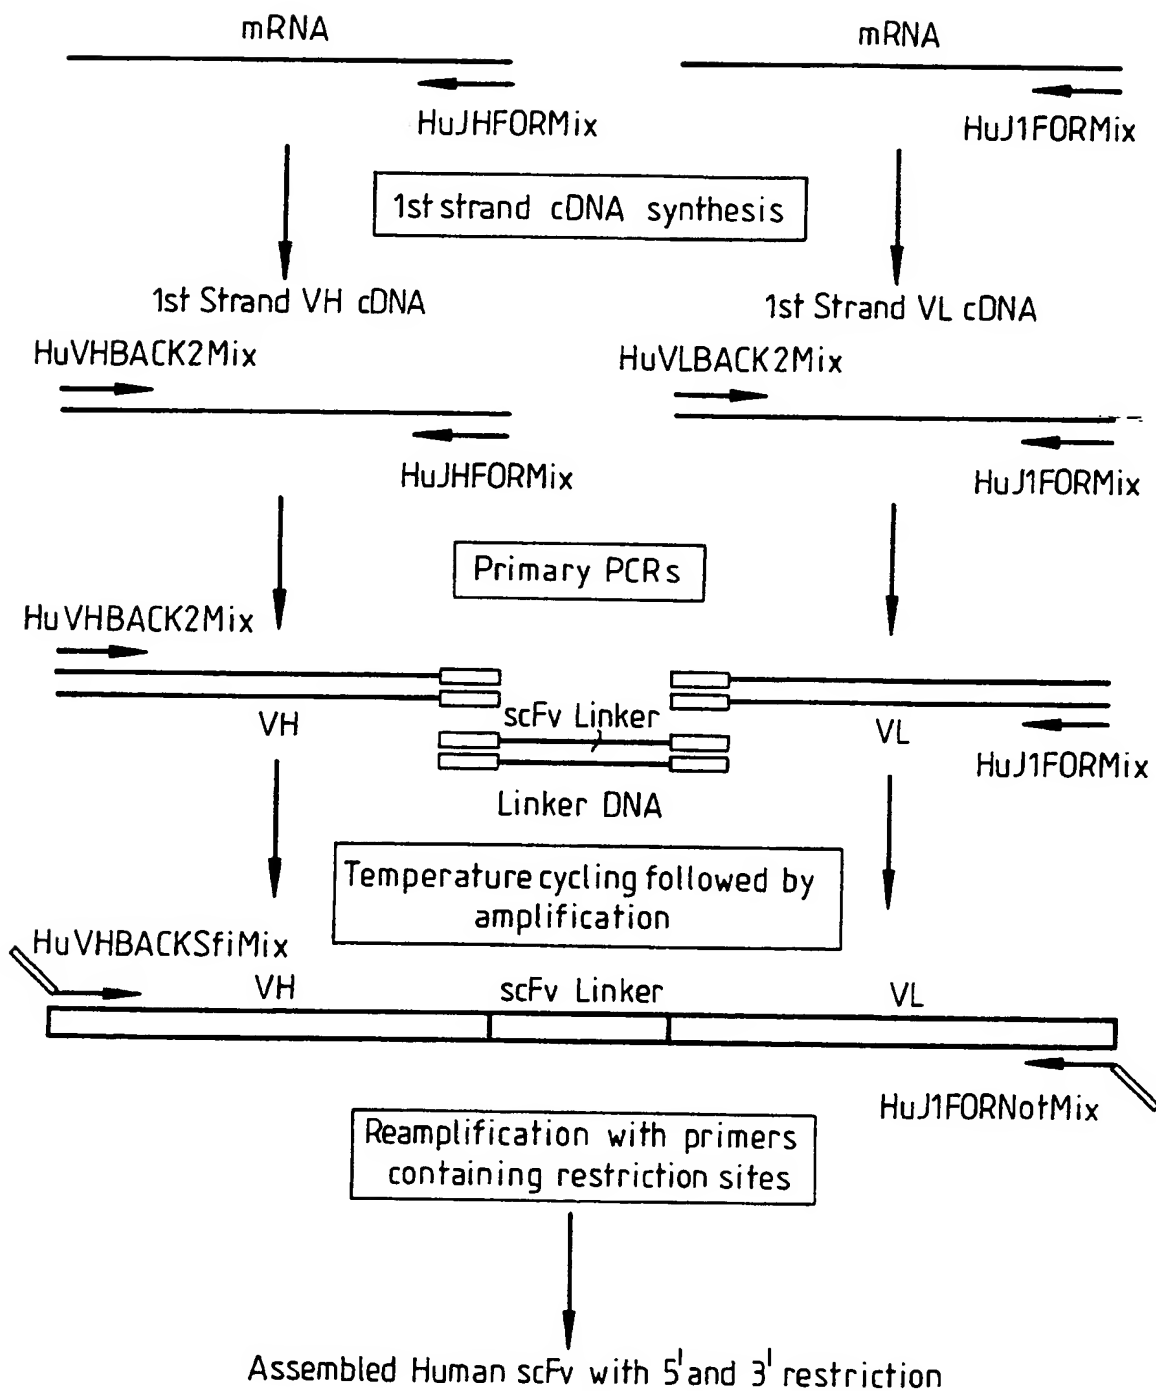 mRNA
mRNA
HuJHFORMix
HuJ1FORMix
1st strand cDNA synthesis
1st Strand VH cDNA
1st Strand VL cDNA
HuVHBACK2Mix
HuVLBACK2Mix
HuJHFORMix
HuJ1FORMix
Primary PCRs
HuVHBACK2Mix
scFv Linker
VH
VL
HuJ1FORMix
Linker DNA
Temperature cycling followed by
amplification
HuVHBACKSfiMix
VH
scFv Linker
VL
HuJ1FORNotMix
Reamplification with primers
containing restriction sites
Assembled Human scFv with 5' and 3' restriction